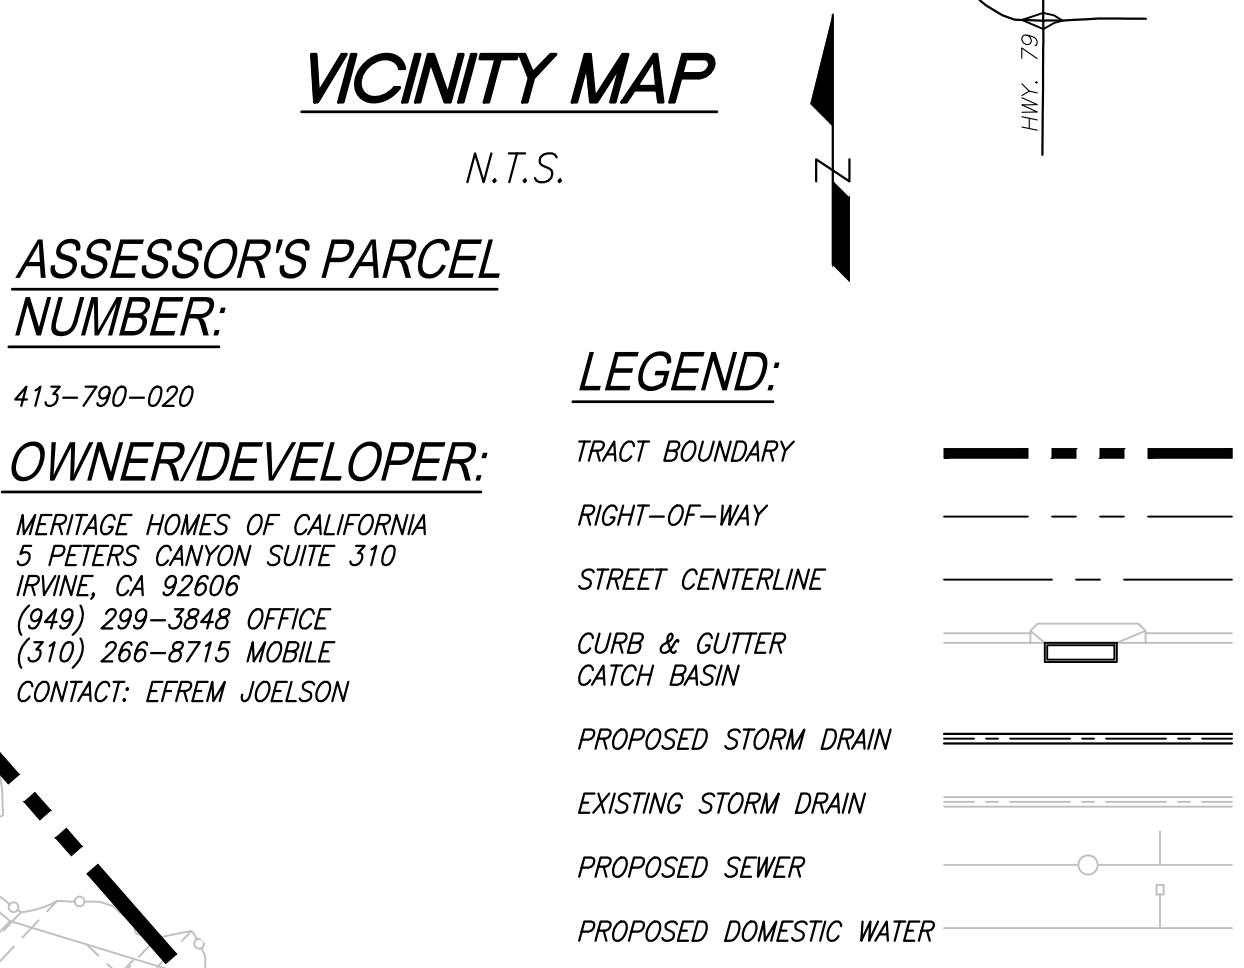 VICINITY MAP
N.T.S.
Z
HWY. 79
ASSESSOR'S PARCEL
NUMBER:
413-790-020
OWNER/DEVELOPER:
MERITAGE HOMES OF CALIFORNIA
5 PETERS CANYON SUITE 310
IRVINE, CA 92606
(949) 299-3848 OFFICE
(310) 266-8715 MOBILE
CONTACT: EFREM JOELSON
LEGEND:
TRACT BOUNDARY
RIGHT-OF-WAY
STREET CENTERLINE
CURB & GUTTER
CATCH BASIN
PROPOSED STORM DRAIN
EXISTING STORM DRAIN
PROPOSED SEWER
PROPOSED DOMESTIC WATER